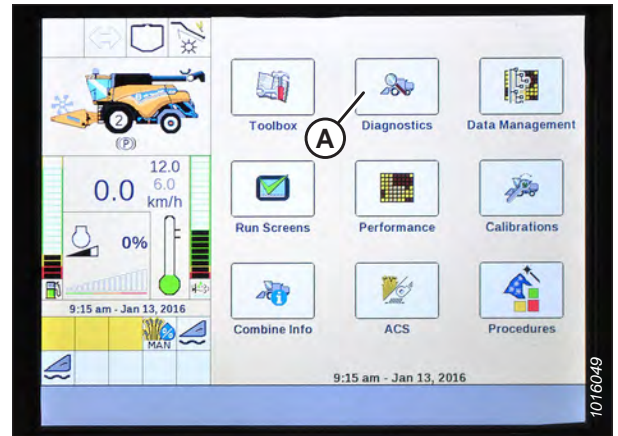 2
(P)
12.0
0.0
6.0
km/h
0%
9:15 am - Jan 13, 2016
MAN
Toolbox
Diagnostics
Data Management
A
Run Screens
Performance
Calibrations
Combine Info
ACS
Procedures
9:15 am - Jan 13, 2016
1016049